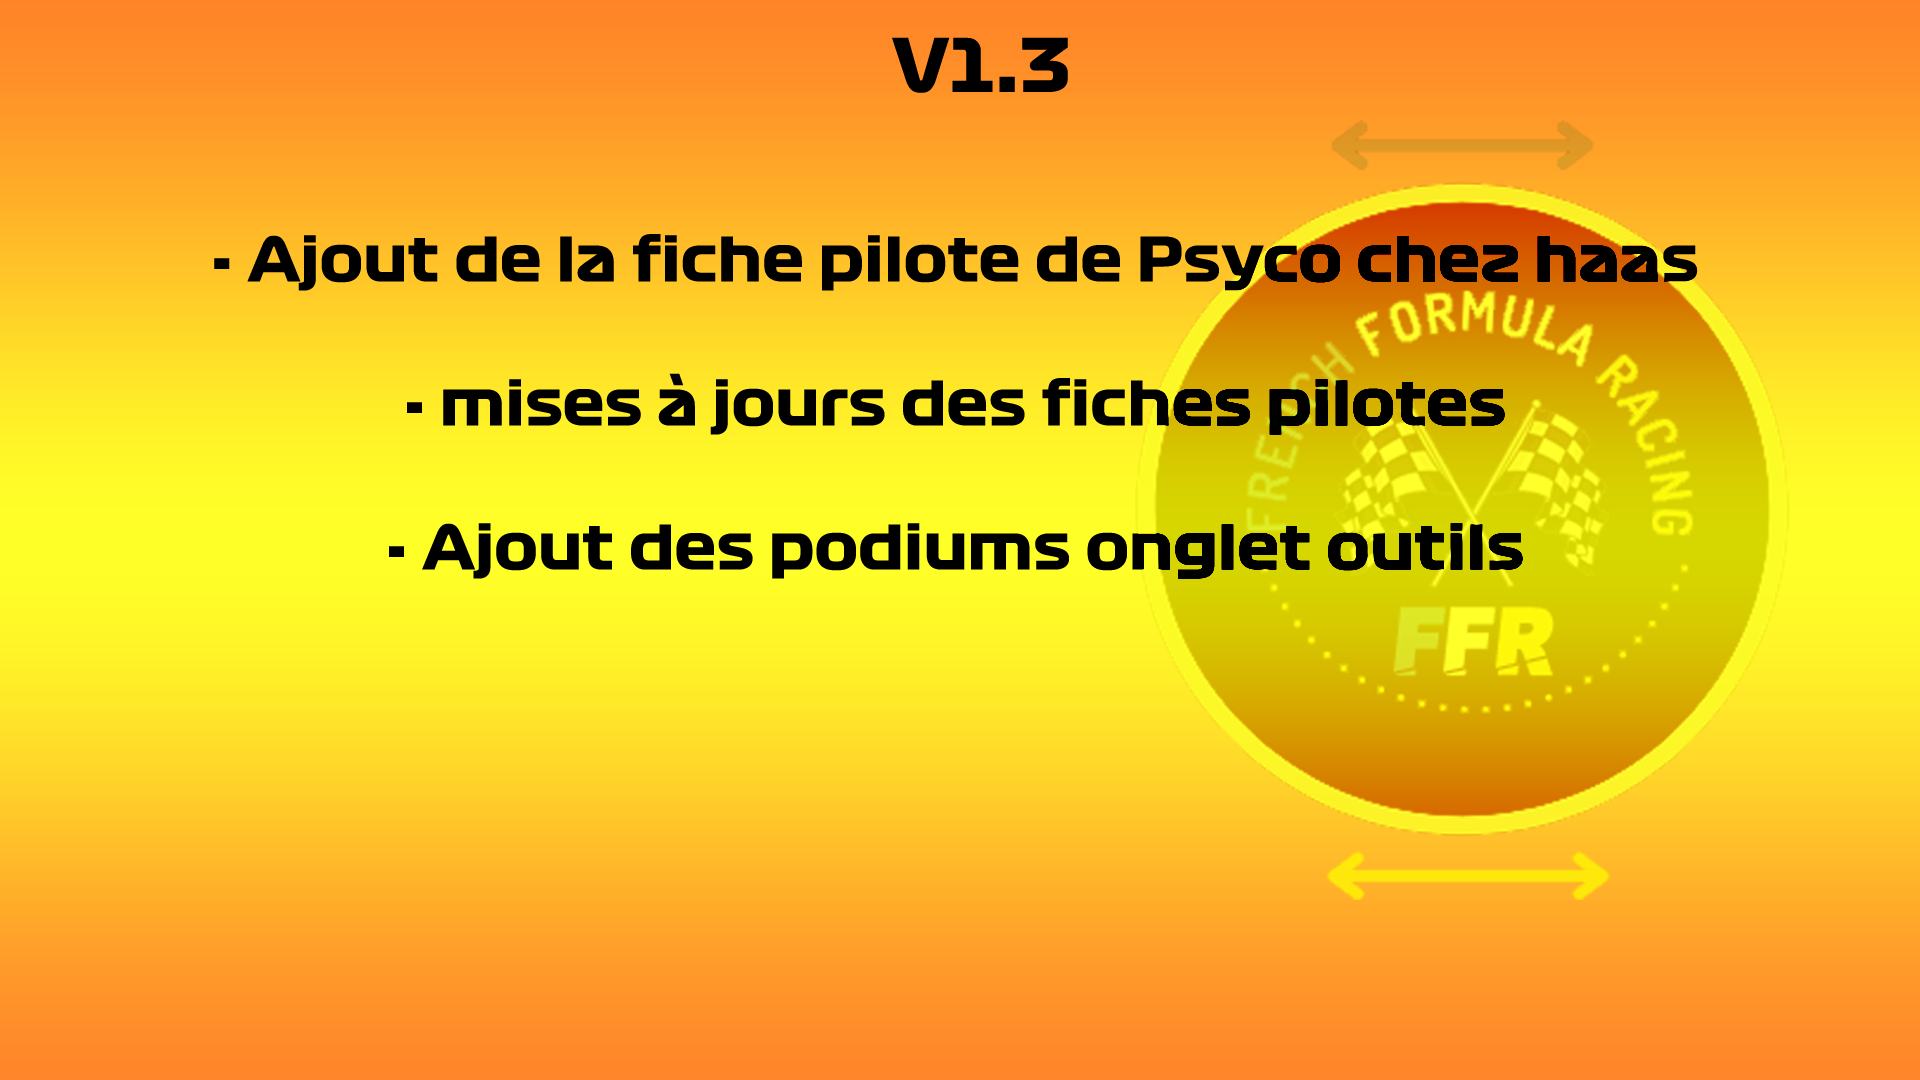 V1.3
- Ajout de la fiche pilote de Psyco chez haas
- mises à jours des fiches pilotes
- Ajout des podiums onglet outils
FRENCH FORMULA RACING
FFR